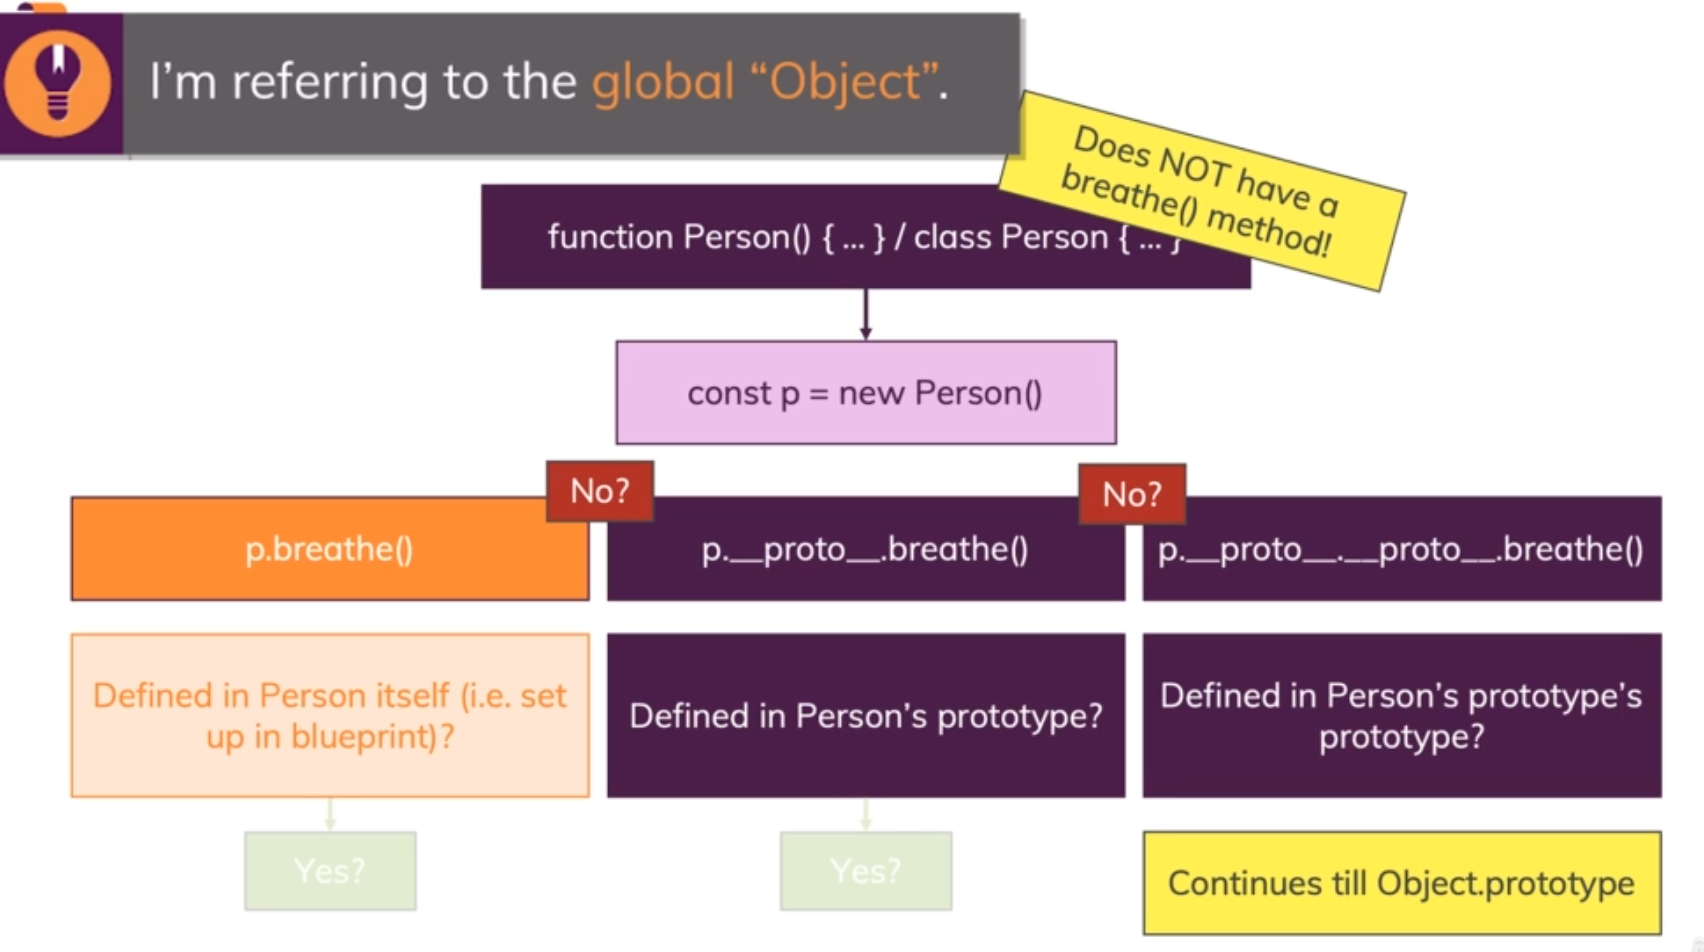 I’m referring to the global “Object”.
Does NOT have a
breathe() method!
function Person() { ... } / class Person { ... }
const p = new Person()
No?
No?
p.breathe()
p.__proto__.breathe()
p.__proto__.__proto__.breathe()
Defined in Person itself (i.e. set
up in blueprint)?
Defined in Person’s prototype?
Defined in Person’s prototype’s
prototype?
Yes?
Yes?
Continues till Object.prototype